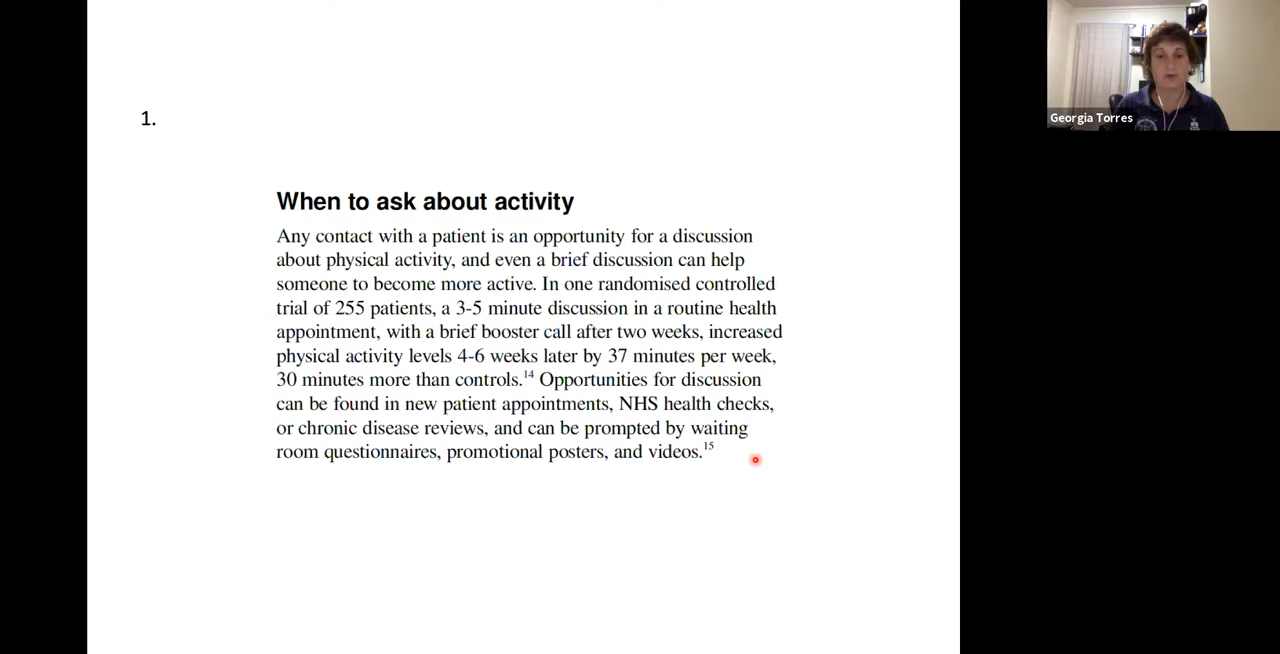 1.
When to ask about activity
Any contact with a patient is an opportunity for a discussion
about physical activity, and even a brief discussion can help
someone to become more active. In one randomised controlled
trial of 255 patients, a 3-5 minute discussion in a routine health
appointment, with a brief booster call after two weeks, increased
physical activity levels 4-6 weeks later by 37 minutes per week,
30 minutes more than controls.14 Opportunities for discussion
can be found in new patient appointments, NHS health checks,
or chronic disease reviews, and can be prompted by waiting
room questionnaires, promotional posters, and videos.15
Georgia Torres